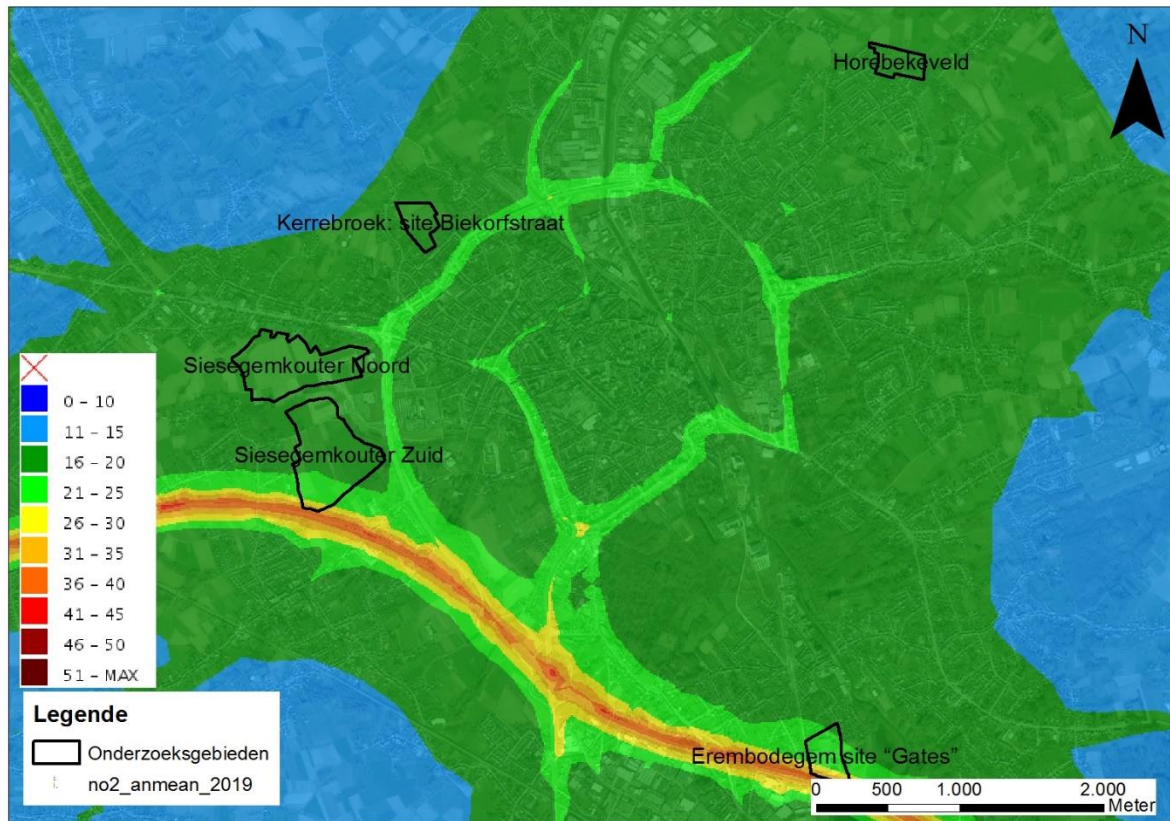 Horebekeveld
N
Kerrebroek: site Biekorfstraat
Siesegemkouter Noord
Siesegemkouter Zuid
0 – 10
11 – 15
16 – 20
21 – 25
26 – 30
31 – 35
36 – 40
41 – 45
46 – 50
51 – MAX
Legende
Onderzoeksgebieden
no2_anmean_2019
Erembodegem site “Gates”
0 500 1.000 2.000
Meter